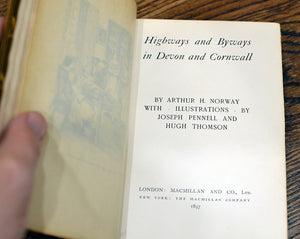 Highways and Byways
in Devon and Cornwall
BY ARTHUR H. NORWAY
WITH · ILLUSTRATIONS · BY
JOSEPH PENNELL AND
HUGH THOMSON
LONDON: MACMILLAN AND CO., LTD.
NEW YORK: THE MACMILLAN COMPANY
1897